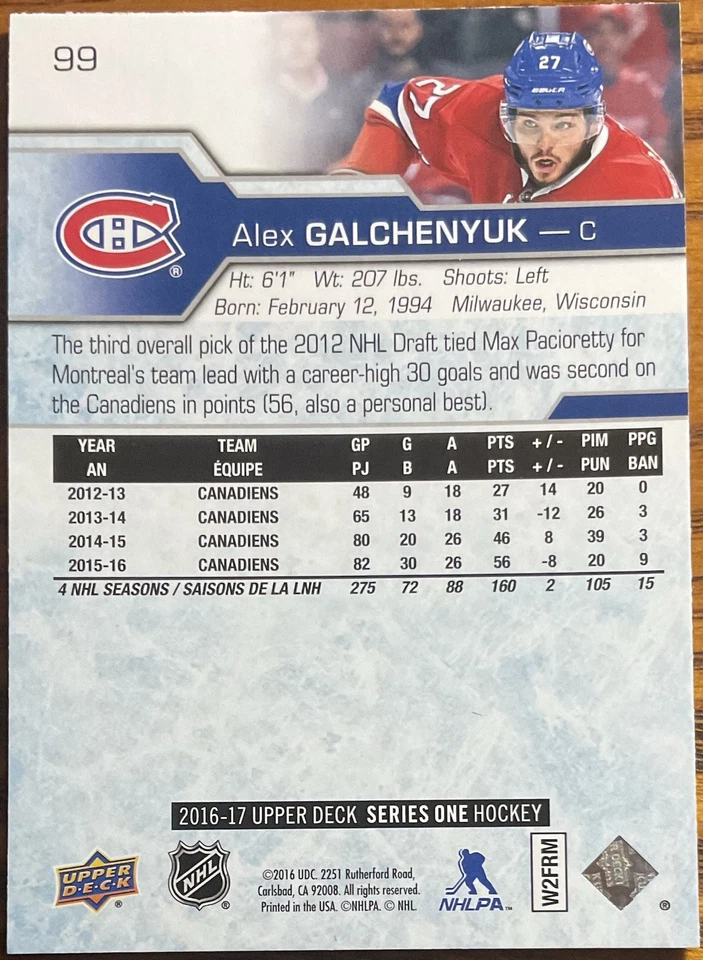 99
27
BAUER
27
Alex GALCHENYUK — C
®
Ht: 6'1" Wt: 207 lbs. Shoots: Left
Born: February 12, 1994 Milwaukee, Wisconsin
The third overall pick of the 2012 NHL Draft tied Max Pacioretty for
Montreal's team lead with a career-high 30 goals and was second on
the Canadiens in points (56, also a personal best).
YEAR TEAM GP G A PTS +/- PIM PPG
AN ÉQUIPE PJ B A PTS +/- PUN BAN
2012-13 CANADIENS 48 9 18 27 14 20 0
2013-14 CANADIENS 65 13 18 31 -12 26 3
2014-15 CANADIENS 80 20 26 46 8 39 3
2015-16 CANADIENS 82 30 26 56 -8 20 9
4 NHL SEASONS / SAISONS DE LA LNH 275 72 88 160 2 105 15
2016-17 UPPER DECK SERIES ONE HOCKEY
UPPER
D·E·C·K
®
NHL
®
©2016 UDC. 2251 Rutherford Road,
Carlsbad, CA 92008. All rights reserved.
Printed in the USA. ©NHLPA. © NHL.
NHLPA™
W2FRM
®